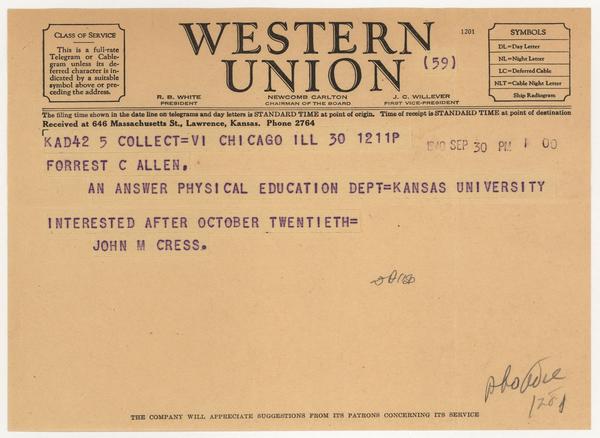 CLASS OF SERVICE
This is a full-rate
Telegram or Cable-
gram unless its de-
ferred character is in-
dicated by a suitable
symbol above or pre-
ceding the address.
WESTERN
UNION
(59)
1201
SYMBOLS
DL=Day Letter
NL=Night Letter
LC=Deferred Cable
NLT=Cable Night Letter
Ship Radiogram
R. B. WHITE
PRESIDENT
NEWCOMB CARLTON
CHAIRMAN OF THE BOARD
J. C. WILLEVER
FIRST VICE-PRESIDENT
The filing time shown in the date line on telegrams and day letters is STANDARD TIME at point of origin. Time of receipt is STANDARD TIME at point of destination
Received at 646 Massachusetts St., Lawrence, Kansas. Phone 2764
KAD42 5 COLLECT=VI CHICAGO ILL 30 1211P
1940 SEP 30 PM 1 00
FORREST C ALLEN,
AN ANSWER PHYSICAL EDUCATION DEPT=KANSAS UNIVERSITY
INTERESTED AFTER OCTOBER TWENTIETH=
JOHN M CRESS.
THE COMPANY WILL APPRECIATE SUGGESTIONS FROM ITS PATRONS CONCERNING ITS SERVICE